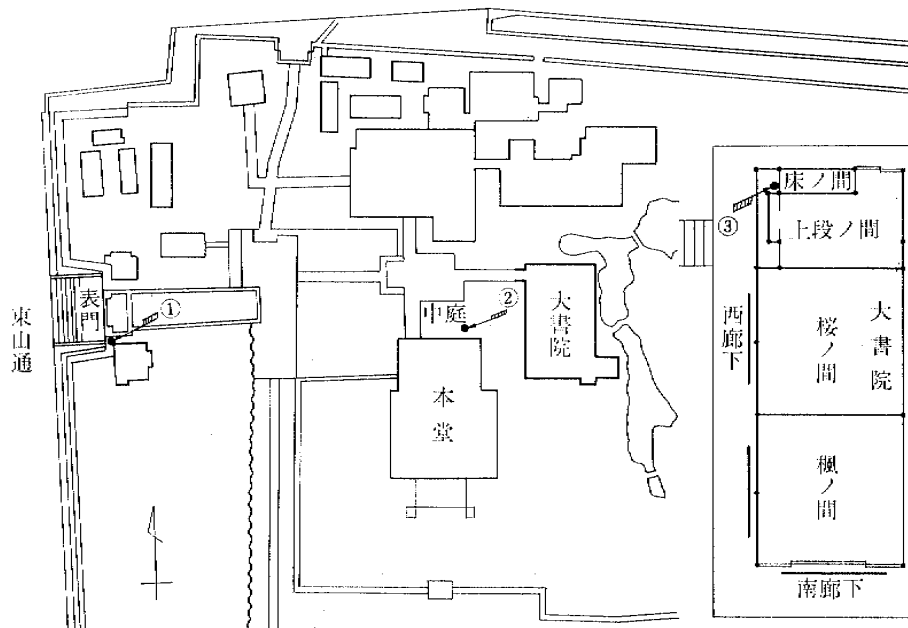 東山通
表門
①
中庭
②
大書院
本堂
③
床ノ間
上段ノ間
西廊下
桜ノ間
大書院
楓ノ間
南廊下